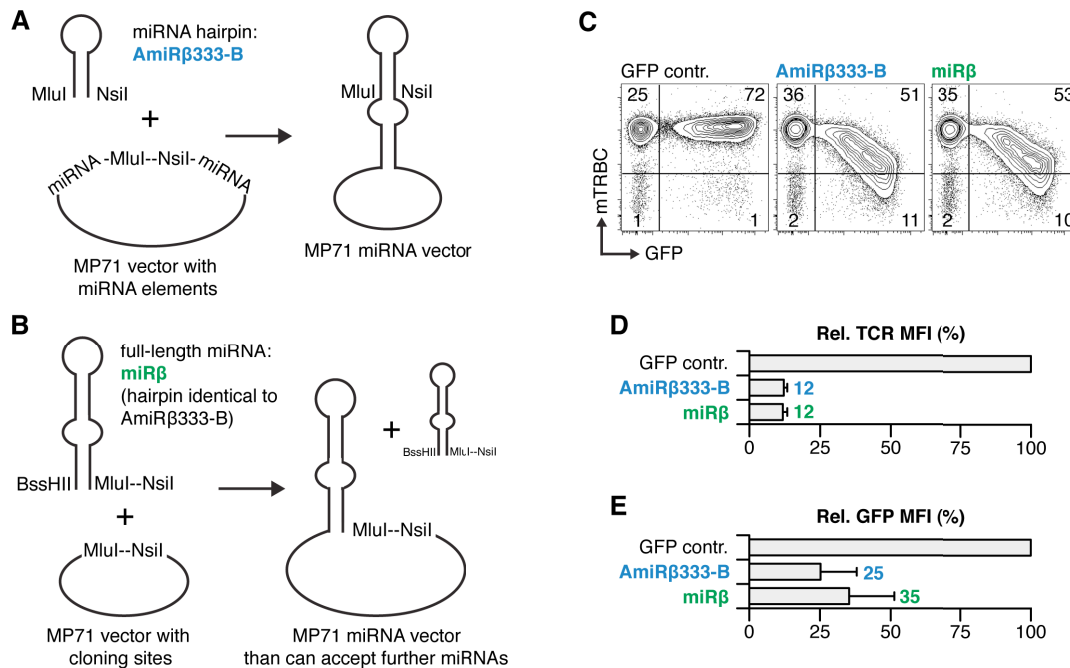 A
miRNA hairpin:
AmiRβ333-B
MluI NsiI
+
miRNA -MluI--NsiI- miRNA
MP71 vector with
miRNA elements
MluI NsiI
MP71 miRNA vector
B
full-length miRNA:
miRβ
(hairpin identical to
AmiRβ333-B)
BssHII MluI--NsiI
+
MluI--NsiI
MP71 vector with
cloning sites
+
BssHII MluI--NsiI
MluI--NsiI
MP71 miRNA vector
than can accept further miRNAs
C
GFP contr. AmiRβ333-B miRβ
25 72 36 51 35 53
1 1 2 11 2 10
mTRBC
GFP
D
Rel. TCR MFI (%)
GFP contr.
AmiRβ333-B 12
miRβ 12
0 25 50 75 100
E
Rel. GFP MFI (%)
GFP contr.
AmiRβ333-B 25
miRβ 35
0 25 50 75 100